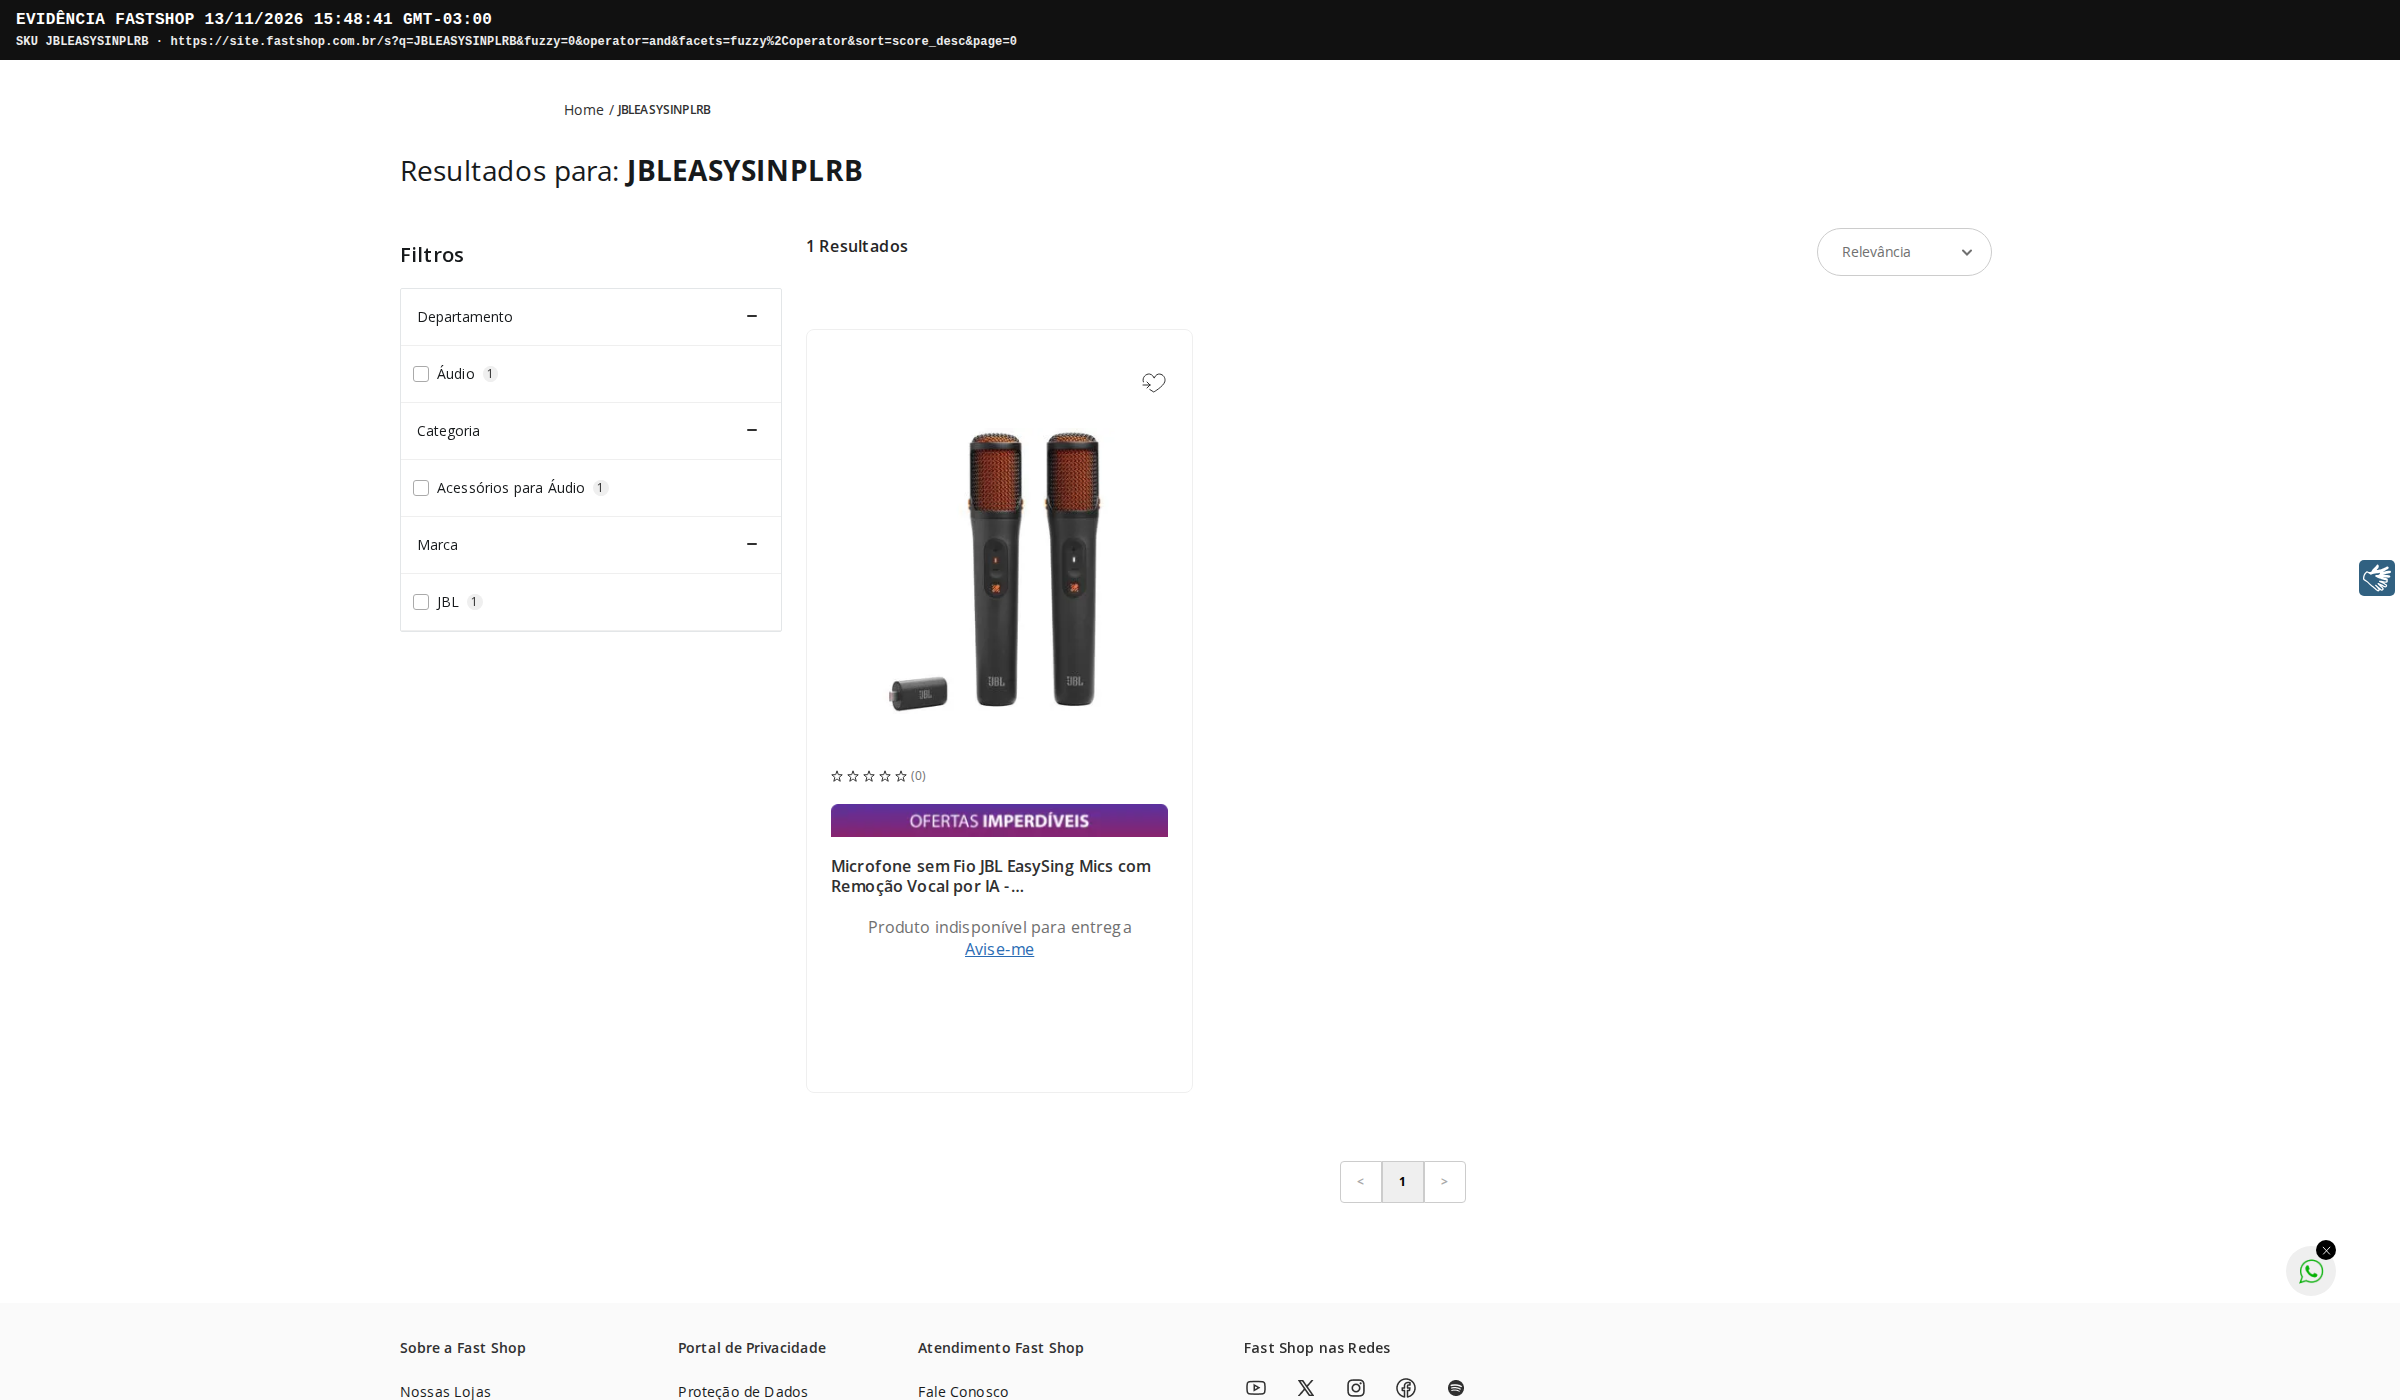 EVIDÊNCIA FASTSHOP 13/11/2026 15:48:41 GMT-03:00
SKU JBLEASYSINPLRB · https://site.fastshop.com.br/s?q=JBLEASYSINPLRB&fuzzy=0&operator=and&facets=fuzzy%2Coperator&sort=score_desc&page=0
Home / JBLEASYSINPLRB
Resultados para: JBLEASYSINPLRB
Filtros
1 Resultados
Relevância
Departamento
Áudio 1
Categoria
Acessórios para Áudio 1
Marca
JBL 1
JBL
JBL
JBL
(0)
OFERTAS IMPERDÍVEIS
Microfone sem Fio JBL EasySing Mics com
Remoção Vocal por IA -...
Produto indisponível para entrega
Avise-me
< 1 >
Sobre a Fast Shop
Portal de Privacidade
Atendimento Fast Shop
Fast Shop nas Redes
Nossas Lojas
Proteção de Dados
Fale Conosco